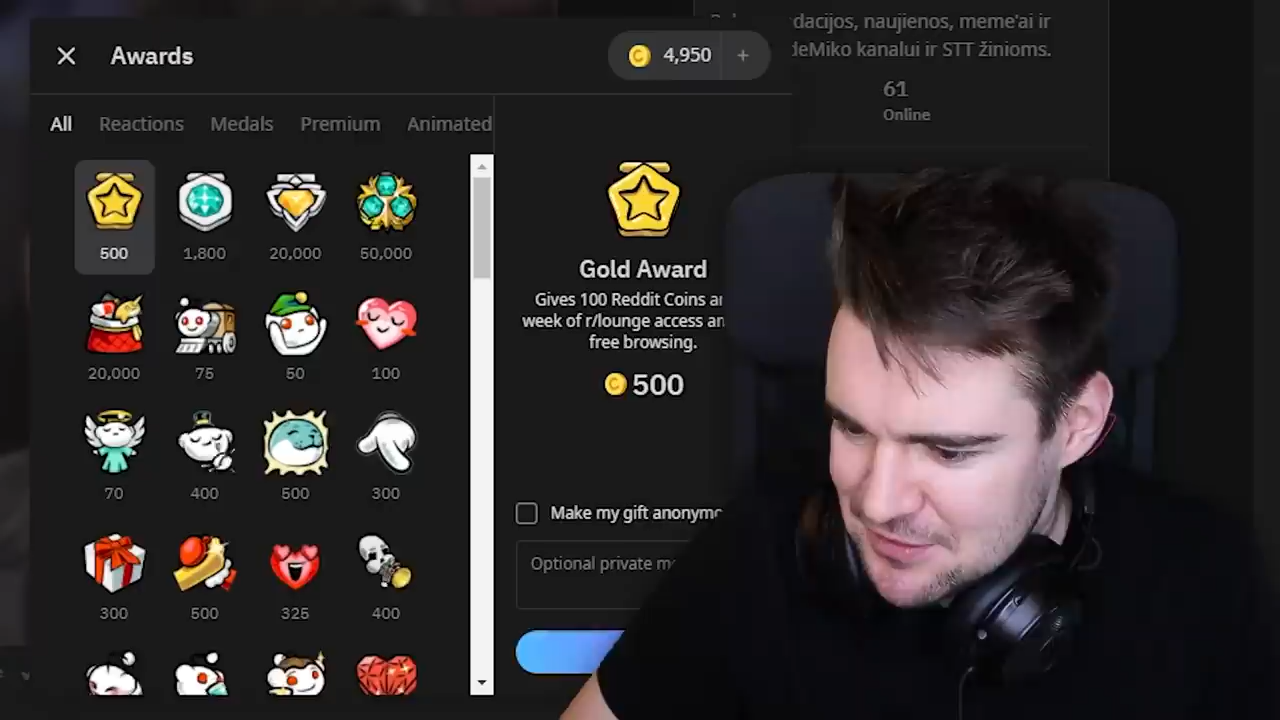 Awards
4,950
+
dacijos, naujienos, meme'ai ir
deMiko kanalui ir STT žinioms.
61
Online
All Reactions Medals Premium Animated
500 1,800 20,000 50,000
20,000 75 50 100
70 400 500 300
300 500 325 400
Gold Award
Gives 100 Reddit Coins
week of r/lounge access
free browsing.
C 500
Make my gift anonymo
Optional private